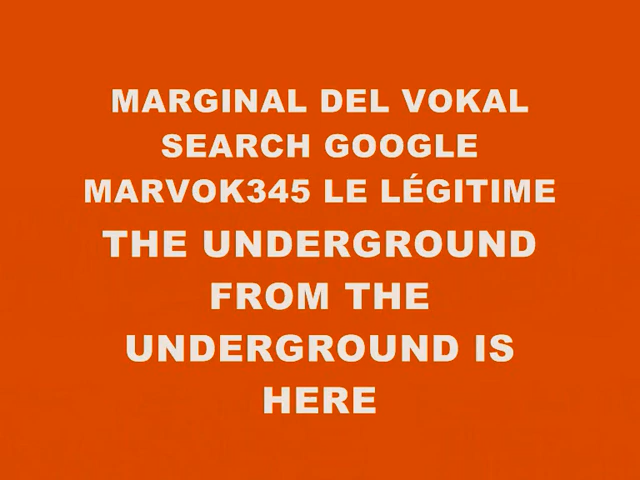 MARGINAL DEL VOKAL
SEARCH GOOGLE
MARVOK345 LE LÉGITIME
THE UNDERGROUND
FROM THE
UNDERGROUND IS
HERE